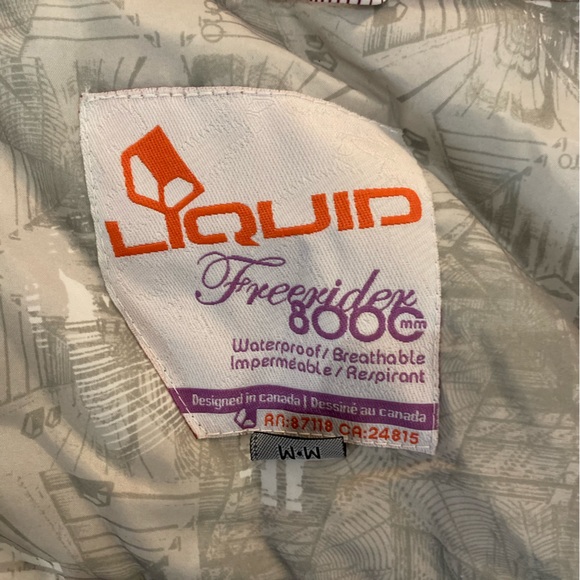 LIQUID
Freerider
8000mm
Waterproof/Breathable
Imperméable/Respirant
Designed in canada | Dessiné au canada
RN:87118 CA:24815
M•M